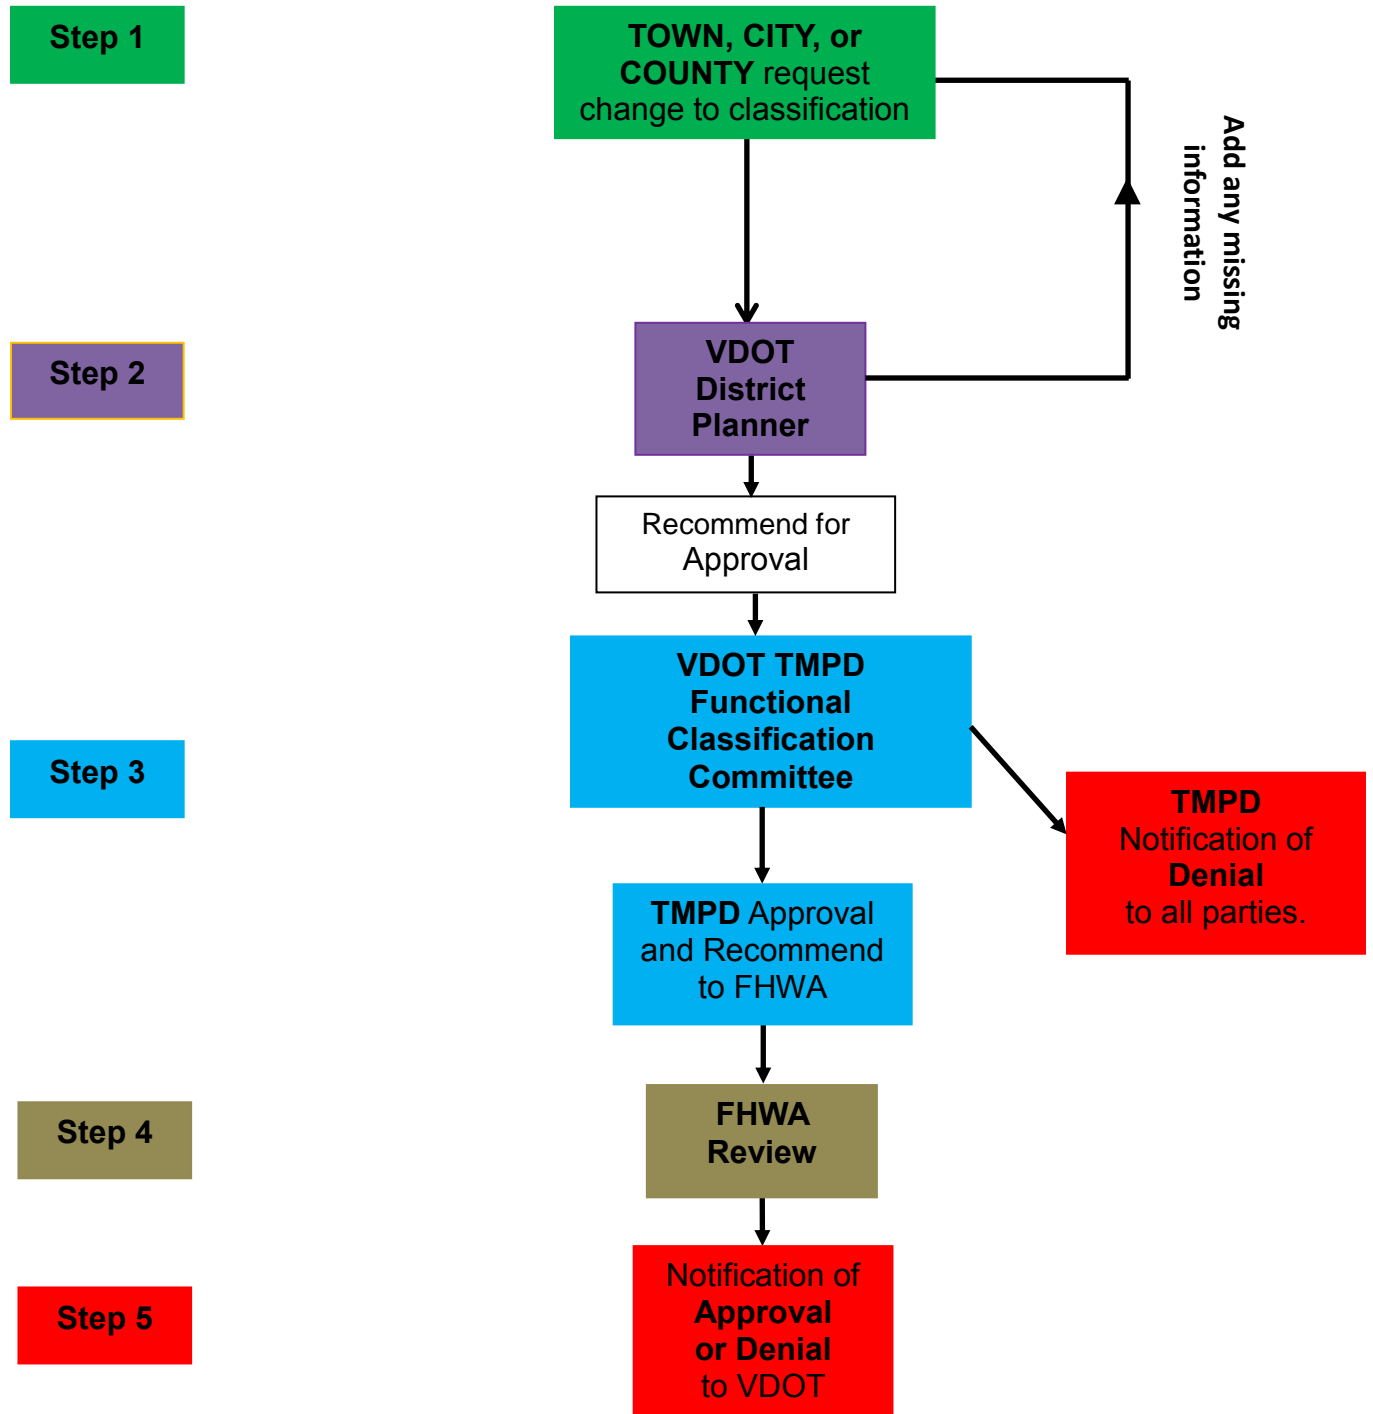 Step 1
TOWN, CITY, or
COUNTY request
change to classification
Add any missing
information
Step 2
VDOT
District
Planner
Recommend for
Approval
VDOT TMPD
Functional
Classification
Committee
Step 3
TMPD
Notification of
Denial
to all parties.
TMPD Approval
and Recommend
to FHWA
Step 4
FHWA
Review
Step 5
Notification of
Approval
or Denial
to VDOT